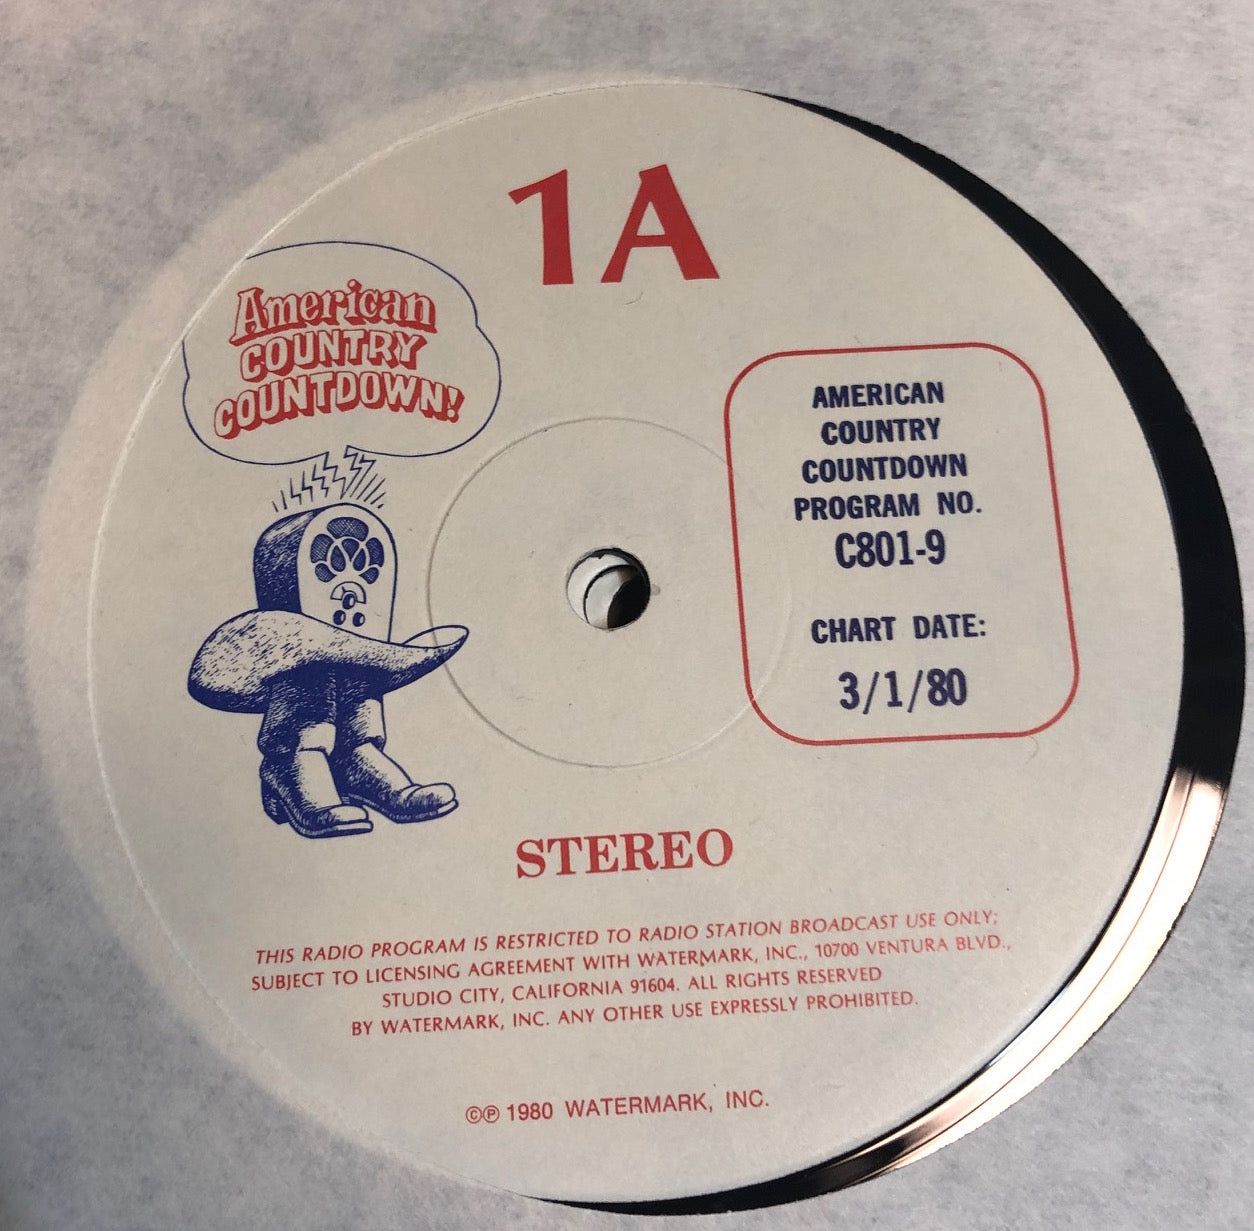 1A
American
COUNTRY
COUNTDOWN!
AMERICAN
COUNTRY
COUNTDOWN
PROGRAM NO.
C801-9
CHART DATE:
3/1/80
STEREO
THIS RADIO PROGRAM IS RESTRICTED TO RADIO STATION BROADCAST USE ONLY;
SUBJECT TO LICENSING AGREEMENT WITH WATERMARK, INC., 10700 VENTURA BLVD.,
STUDIO CITY, CALIFORNIA 91604. ALL RIGHTS RESERVED
BY WATERMARK, INC. ANY OTHER USE EXPRESSLY PROHIBITED.
©℗ 1980 WATERMARK, INC.